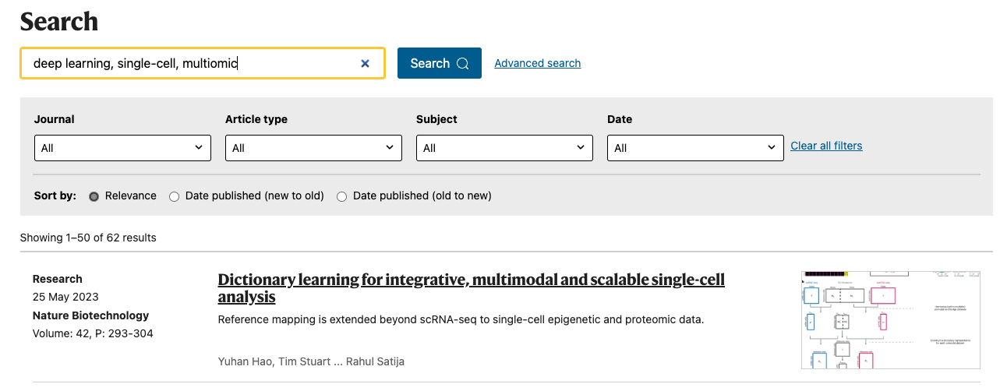 Search
deep learning, single-cell, multiomic
Search
Advanced search
Journal Article type Subject Date
All All All All Clear all filters
Sort by: Relevance Date published (new to old) Date published (old to new)
Showing 1–50 of 62 results
Research
25 May 2023
Nature Biotechnology
Volume: 42, P: 293-304
Dictionary learning for integrative, multimodal and scalable single-cell
analysis
Reference mapping is extended beyond scRNA-seq to single-cell epigenetic and proteomic data.
Yuhan Hao, Tim Stuart ... Rahul Satija